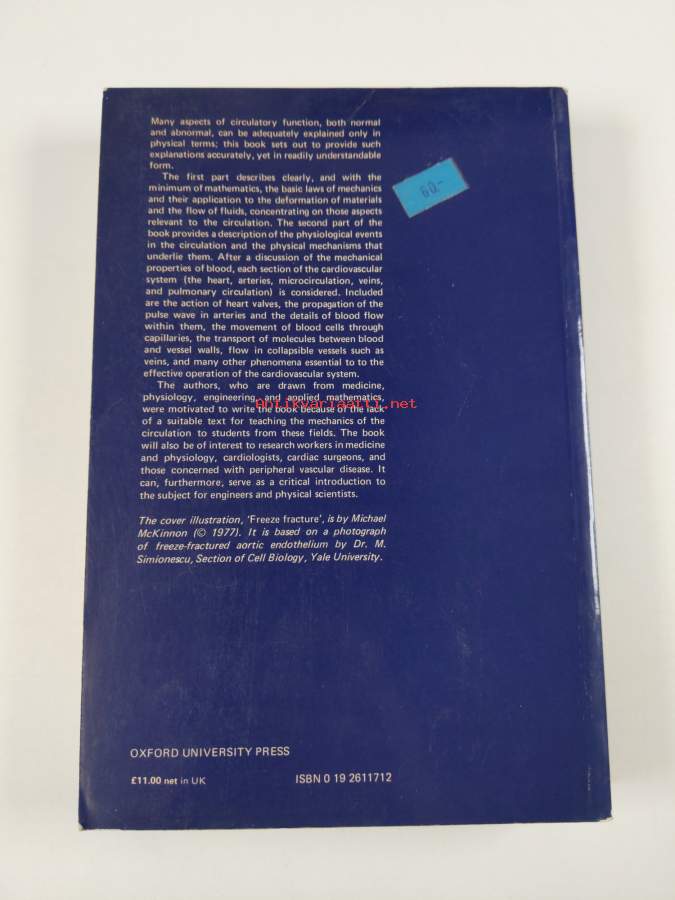 Many aspects of circulatory function, both normal
and abnormal, can be adequately explained only in
physical terms; this book sets out to provide such
explanations accurately, yet in readily understandable
form.
The first part describes clearly, and with the
minimum of mathematics, the basic laws of mechanics
and their application to the deformation of materials
and the flow of fluids, concentrating on those aspects
relevant to the circulation. The second part of the
book provides a description of the physiological events
in the circulation and the physical mechanisms that
underlie them. After a discussion of the mechanical
properties of blood, each section of the cardiovascular
system (the heart, arteries, microcirculation, veins,
and pulmonary circulation) is considered. Included
are the action of heart valves, the propagation of the
pulse wave in arteries and the details of blood flow
within them, the movement of blood cells through
capillaries, the transport of molecules between blood
and vessel walls, flow in collapsible vessels such as
veins, and many other phenomena essential to to the
effective operation of the cardiovascular system.
The authors, who are drawn from medicine,
physiology, engineering, and applied mathematics,
were motivated to write the book because of the lack
of a suitable text for teaching the mechanics of the
circulation to students from these fields. The book
will also be of interest to research workers in medicine
and physiology, cardiologists, cardiac surgeons, and
those concerned with peripheral vascular disease. It
can, furthermore, serve as a critical introduction to
the subject for engineers and physical scientists.
The cover illustration, 'Freeze fracture', is by Michael
McKinnon (© 1977). It is based on a photograph
of freeze-fractured aortic endothelium by Dr. M.
Simionescu, Section of Cell Biology, Yale University.
60.-
Antikvariaatti.net
OXFORD UNIVERSITY PRESS
£11.00 net in UK
ISBN 0 19 2611712